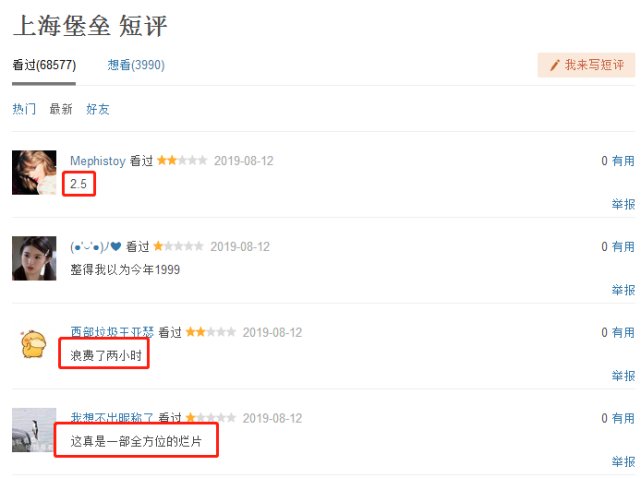 上海堡垒 短评
看过(68577) 想看(3990) 我来写短评
热门 最新 好友
Mephistoy 看过 2019-08-12 0 有用
2.5
举报
(●'◡'●)ﾉ♥ 看过 2019-08-12 0 有用
整得我以为今年1999
举报
西部垃圾王亚瑟 看过 2019-08-12 0 有用
浪费了两小时
举报
我想不出昵称了 看过 2019-08-12 0 有用
这真是一部全方位的烂片
举报